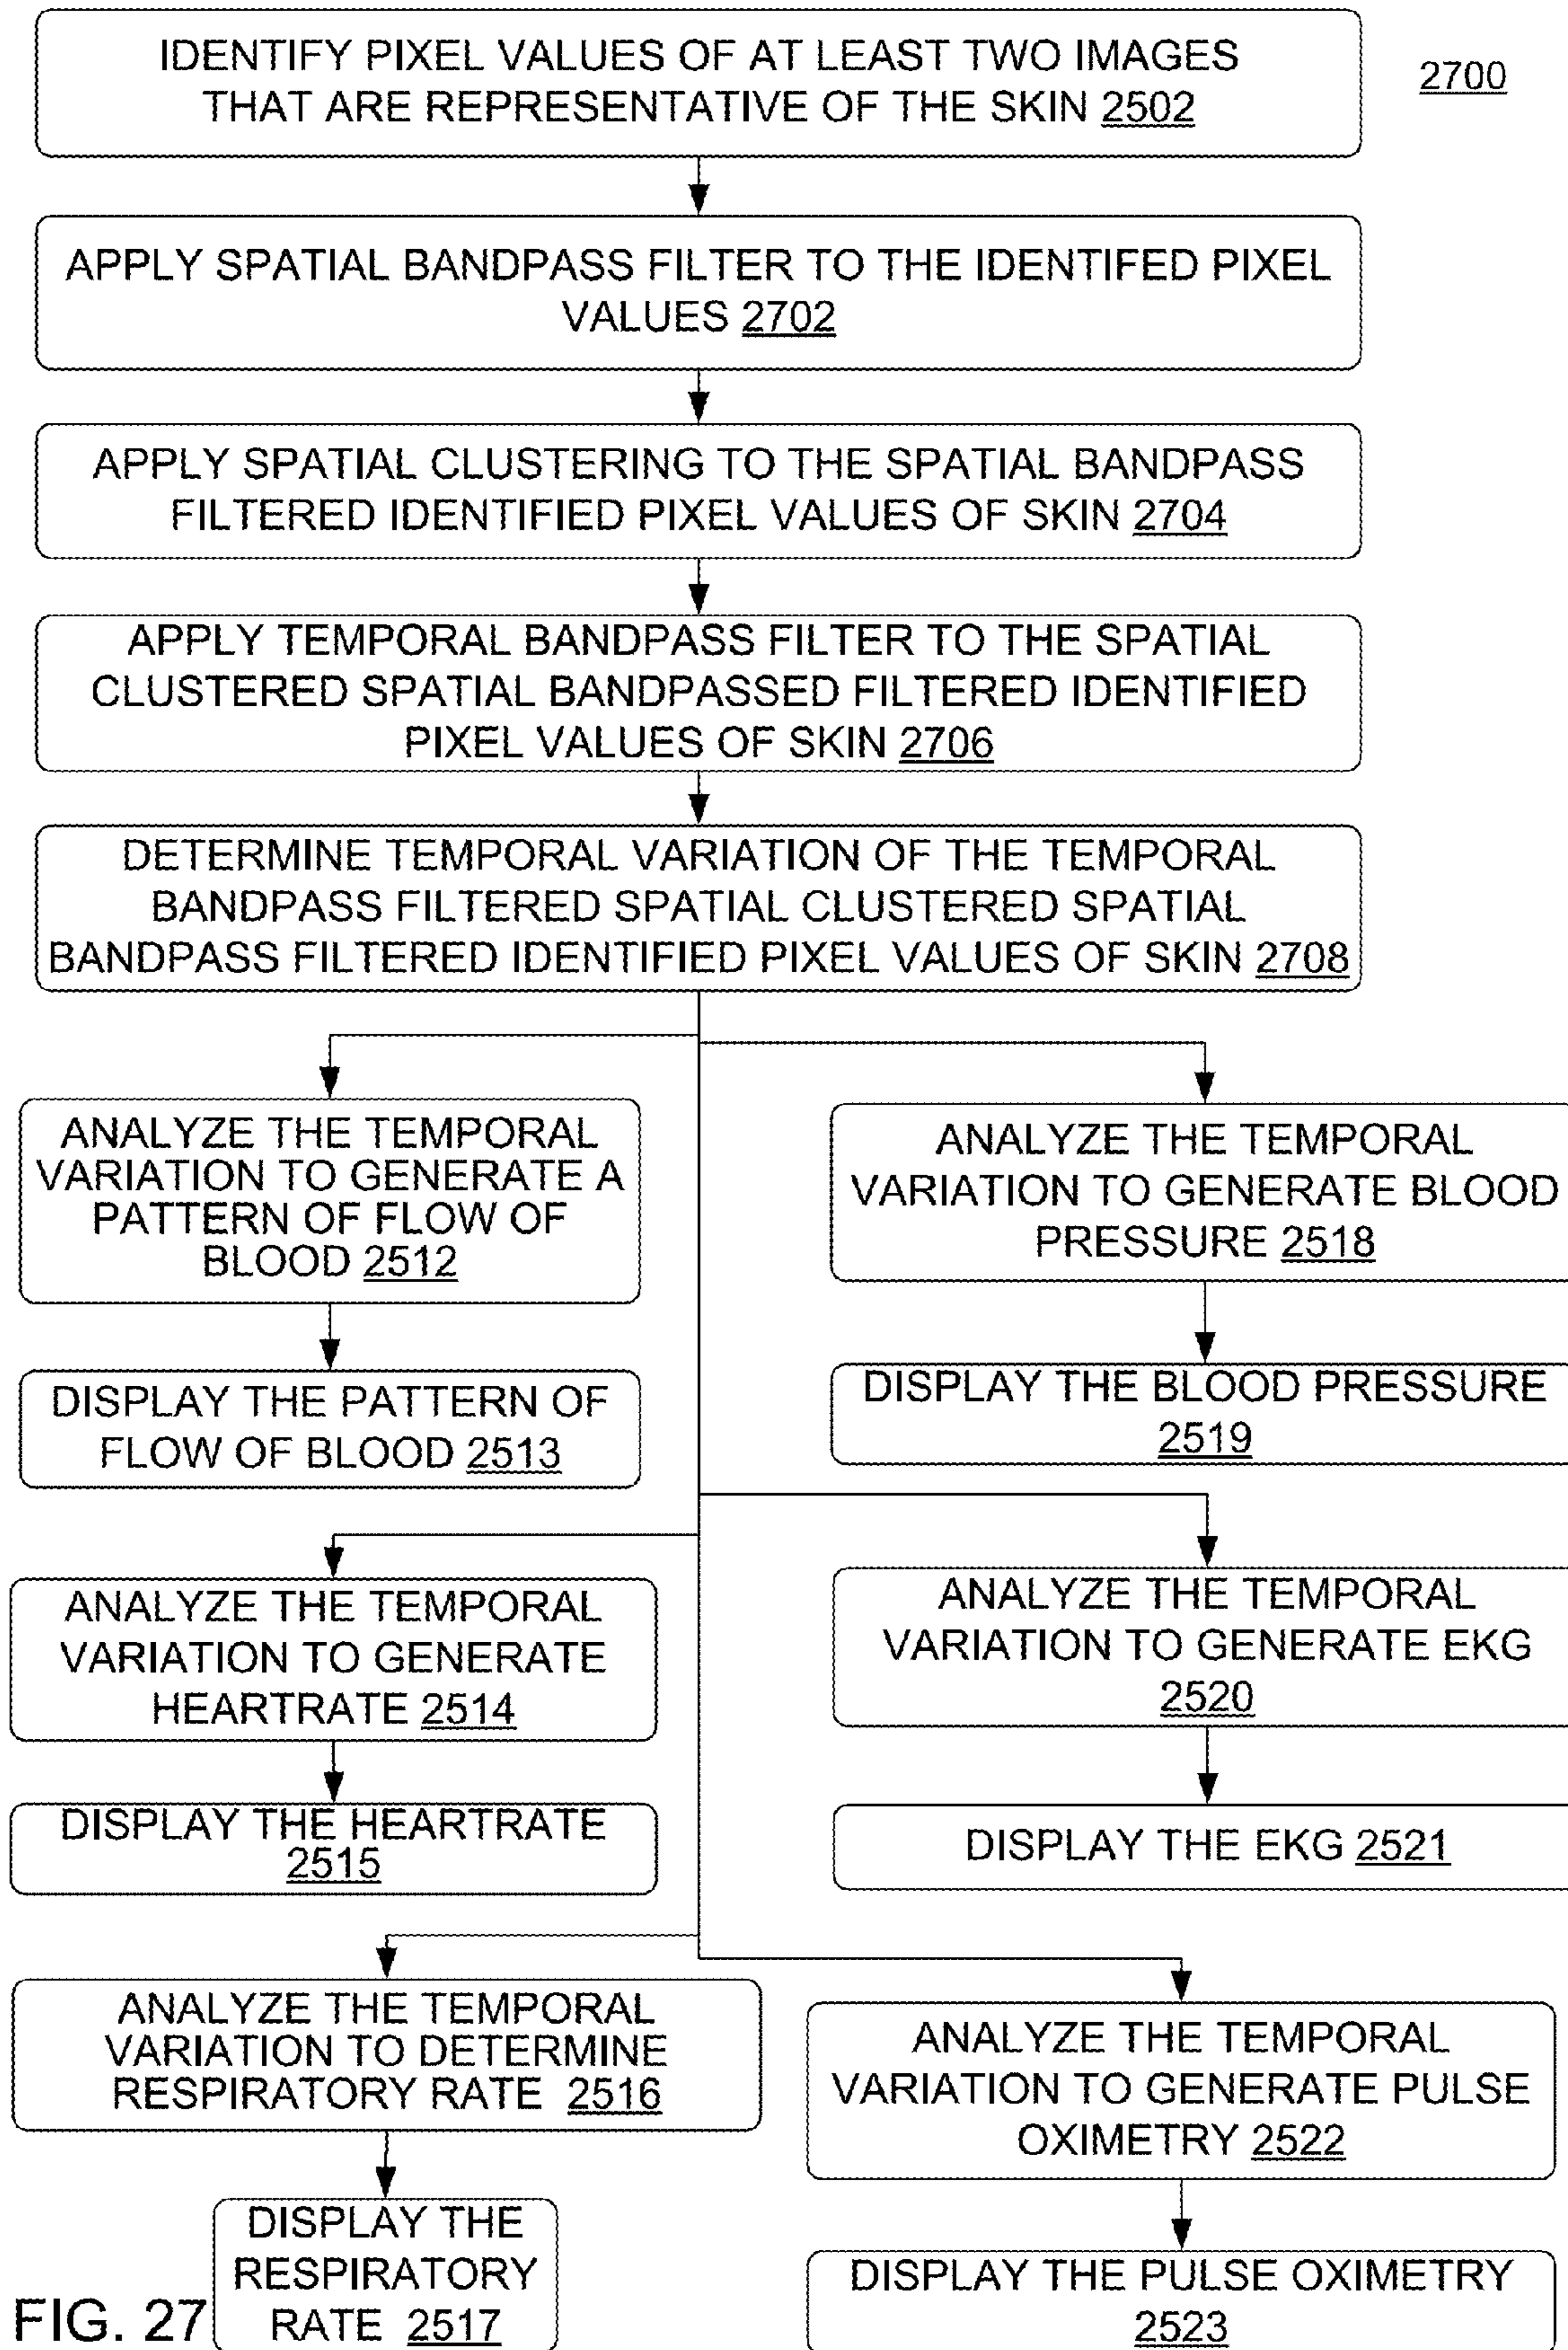 IDENTIFY PIXEL VALUES OF AT LEAST TWO IMAGES
THAT ARE REPRESENTATIVE OF THE SKIN 2502
2700
APPLY SPATIAL BANDPASS FILTER TO THE IDENTIFED PIXEL
VALUES 2702
APPLY SPATIAL CLUSTERING TO THE SPATIAL BANDPASS
FILTERED IDENTIFIED PIXEL VALUES OF SKIN 2704
APPLY TEMPORAL BANDPASS FILTER TO THE SPATIAL
CLUSTERED SPATIAL BANDPASSED FILTERED IDENTIFIED
PIXEL VALUES OF SKIN 2706
DETERMINE TEMPORAL VARIATION OF THE TEMPORAL
BANDPASS FILTERED SPATIAL CLUSTERED SPATIAL
BANDPASS FILTERED IDENTIFIED PIXEL VALUES OF SKIN 2708
ANALYZE THE TEMPORAL
VARIATION TO GENERATE A
PATTERN OF FLOW OF
BLOOD 2512
ANALYZE THE TEMPORAL
VARIATION TO GENERATE BLOOD
PRESSURE 2518
DISPLAY THE PATTERN OF
FLOW OF BLOOD 2513
DISPLAY THE BLOOD PRESSURE
2519
ANALYZE THE TEMPORAL
VARIATION TO GENERATE
HEARTRATE 2514
ANALYZE THE TEMPORAL
VARIATION TO GENERATE EKG
2520
DISPLAY THE HEARTRATE
2515
DISPLAY THE EKG 2521
ANALYZE THE TEMPORAL
VARIATION TO DETERMINE
RESPIRATORY RATE 2516
ANALYZE THE TEMPORAL
VARIATION TO GENERATE PULSE
OXIMETRY 2522
DISPLAY THE
RESPIRATORY
RATE 2517
DISPLAY THE PULSE OXIMETRY
2523
FIG. 27